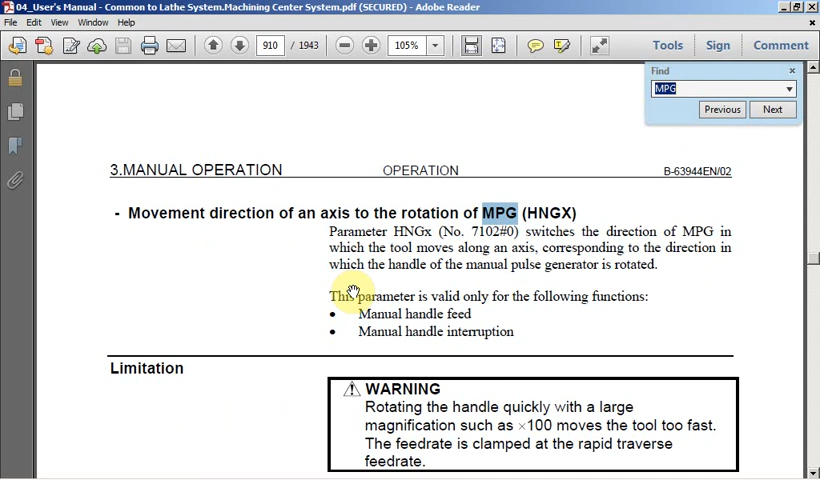 04_User's Manual - Common to Lathe System.Machining Center System.pdf (SECURED) - Adobe Reader
File Edit View Window Help
910 / 1943 105% Tools Sign Comment
Find
MPG
Previous Next
3.MANUAL OPERATION OPERATION B-63944EN/02
- Movement direction of an axis to the rotation of MPG (HNGX)
Parameter HNGx (No. 7102#0) switches the direction of MPG in
which the tool moves along an axis, corresponding to the direction in
which the handle of the manual pulse generator is rotated.
This parameter is valid only for the following functions:
• Manual handle feed
• Manual handle interruption
Limitation
WARNING
Rotating the handle quickly with a large
magnification such as ×100 moves the tool too fast.
The feedrate is clamped at the rapid traverse
feedrate.